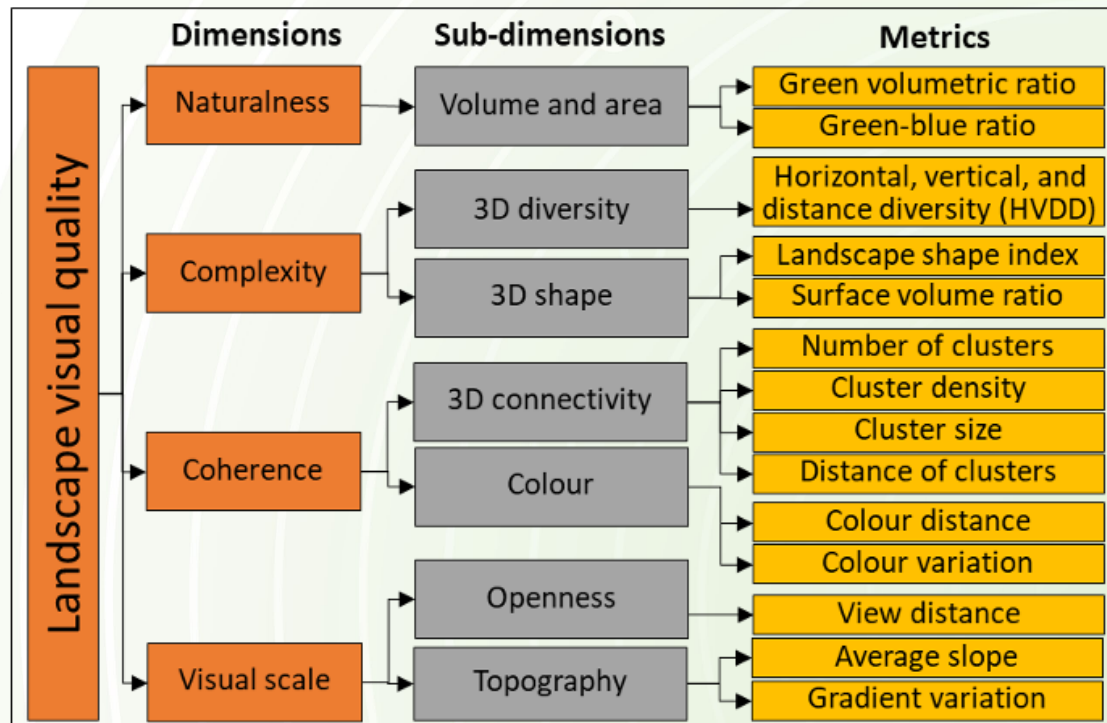 Dimensions
Sub-dimensions
Metrics
Landscape visual quality
Naturalness
Volume and area
Green volumetric ratio
Green-blue ratio
Complexity
3D diversity
Horizontal, vertical, and
distance diversity (HVDD)
3D shape
Landscape shape index
Surface volume ratio
Coherence
3D connectivity
Number of clusters
Cluster density
Cluster size
Distance of clusters
Colour
Colour distance
Colour variation
Visual scale
Openness
View distance
Topography
Average slope
Gradient variation